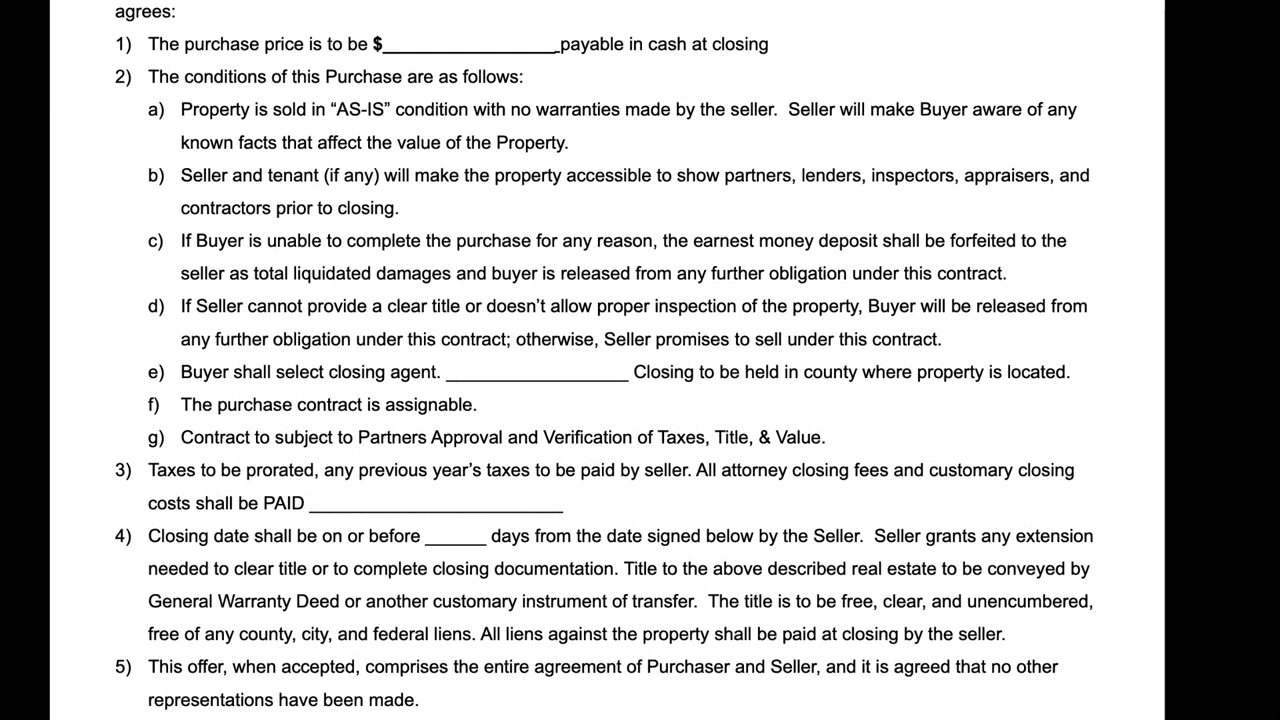 agrees:
1) The purchase price is to be $__________________payable in cash at closing
2) The conditions of this Purchase are as follows:
a) Property is sold in “AS-IS” condition with no warranties made by the seller. Seller will make Buyer aware of any
known facts that affect the value of the Property.
b) Seller and tenant (if any) will make the property accessible to show partners, lenders, inspectors, appraisers, and
contractors prior to closing.
c) If Buyer is unable to complete the purchase for any reason, the earnest money deposit shall be forfeited to the
seller as total liquidated damages and buyer is released from any further obligation under this contract.
d) If Seller cannot provide a clear title or doesn’t allow proper inspection of the property, Buyer will be released from
any further obligation under this contract; otherwise, Seller promises to sell under this contract.
e) Buyer shall select closing agent. __________________ Closing to be held in county where property is located.
f) The purchase contract is assignable.
g) Contract to subject to Partners Approval and Verification of Taxes, Title, & Value.
3) Taxes to be prorated, any previous year’s taxes to be paid by seller. All attorney closing fees and customary closing
costs shall be PAID _________________________
4) Closing date shall be on or before ______ days from the date signed below by the Seller. Seller grants any extension
needed to clear title or to complete closing documentation. Title to the above described real estate to be conveyed by
General Warranty Deed or another customary instrument of transfer. The title is to be free, clear, and unencumbered,
free of any county, city, and federal liens. All liens against the property shall be paid at closing by the seller.
5) This offer, when accepted, comprises the entire agreement of Purchaser and Seller, and it is agreed that no other
representations have been made.